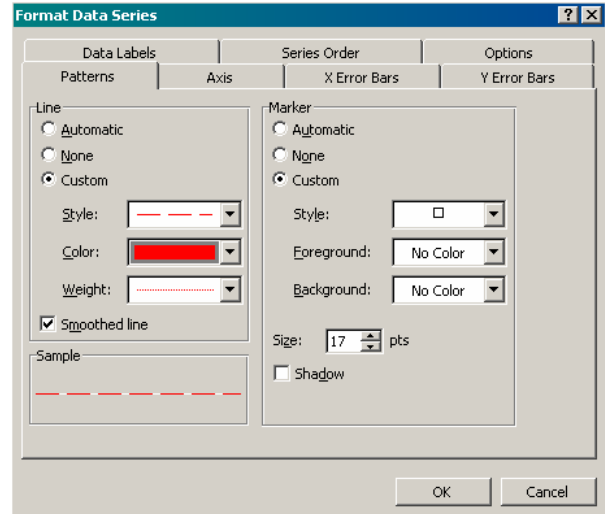 Format Data Series
Data Labels Series Order Options
Patterns Axis X Error Bars Y Error Bars
Line
Automatic
None
Custom
Style:
Color:
Weight:
Smoothed line
Sample
Marker
Automatic
None
Custom
Style:
Foreground: No Color
Background: No Color
Size: 17 pts
Shadow
OK Cancel